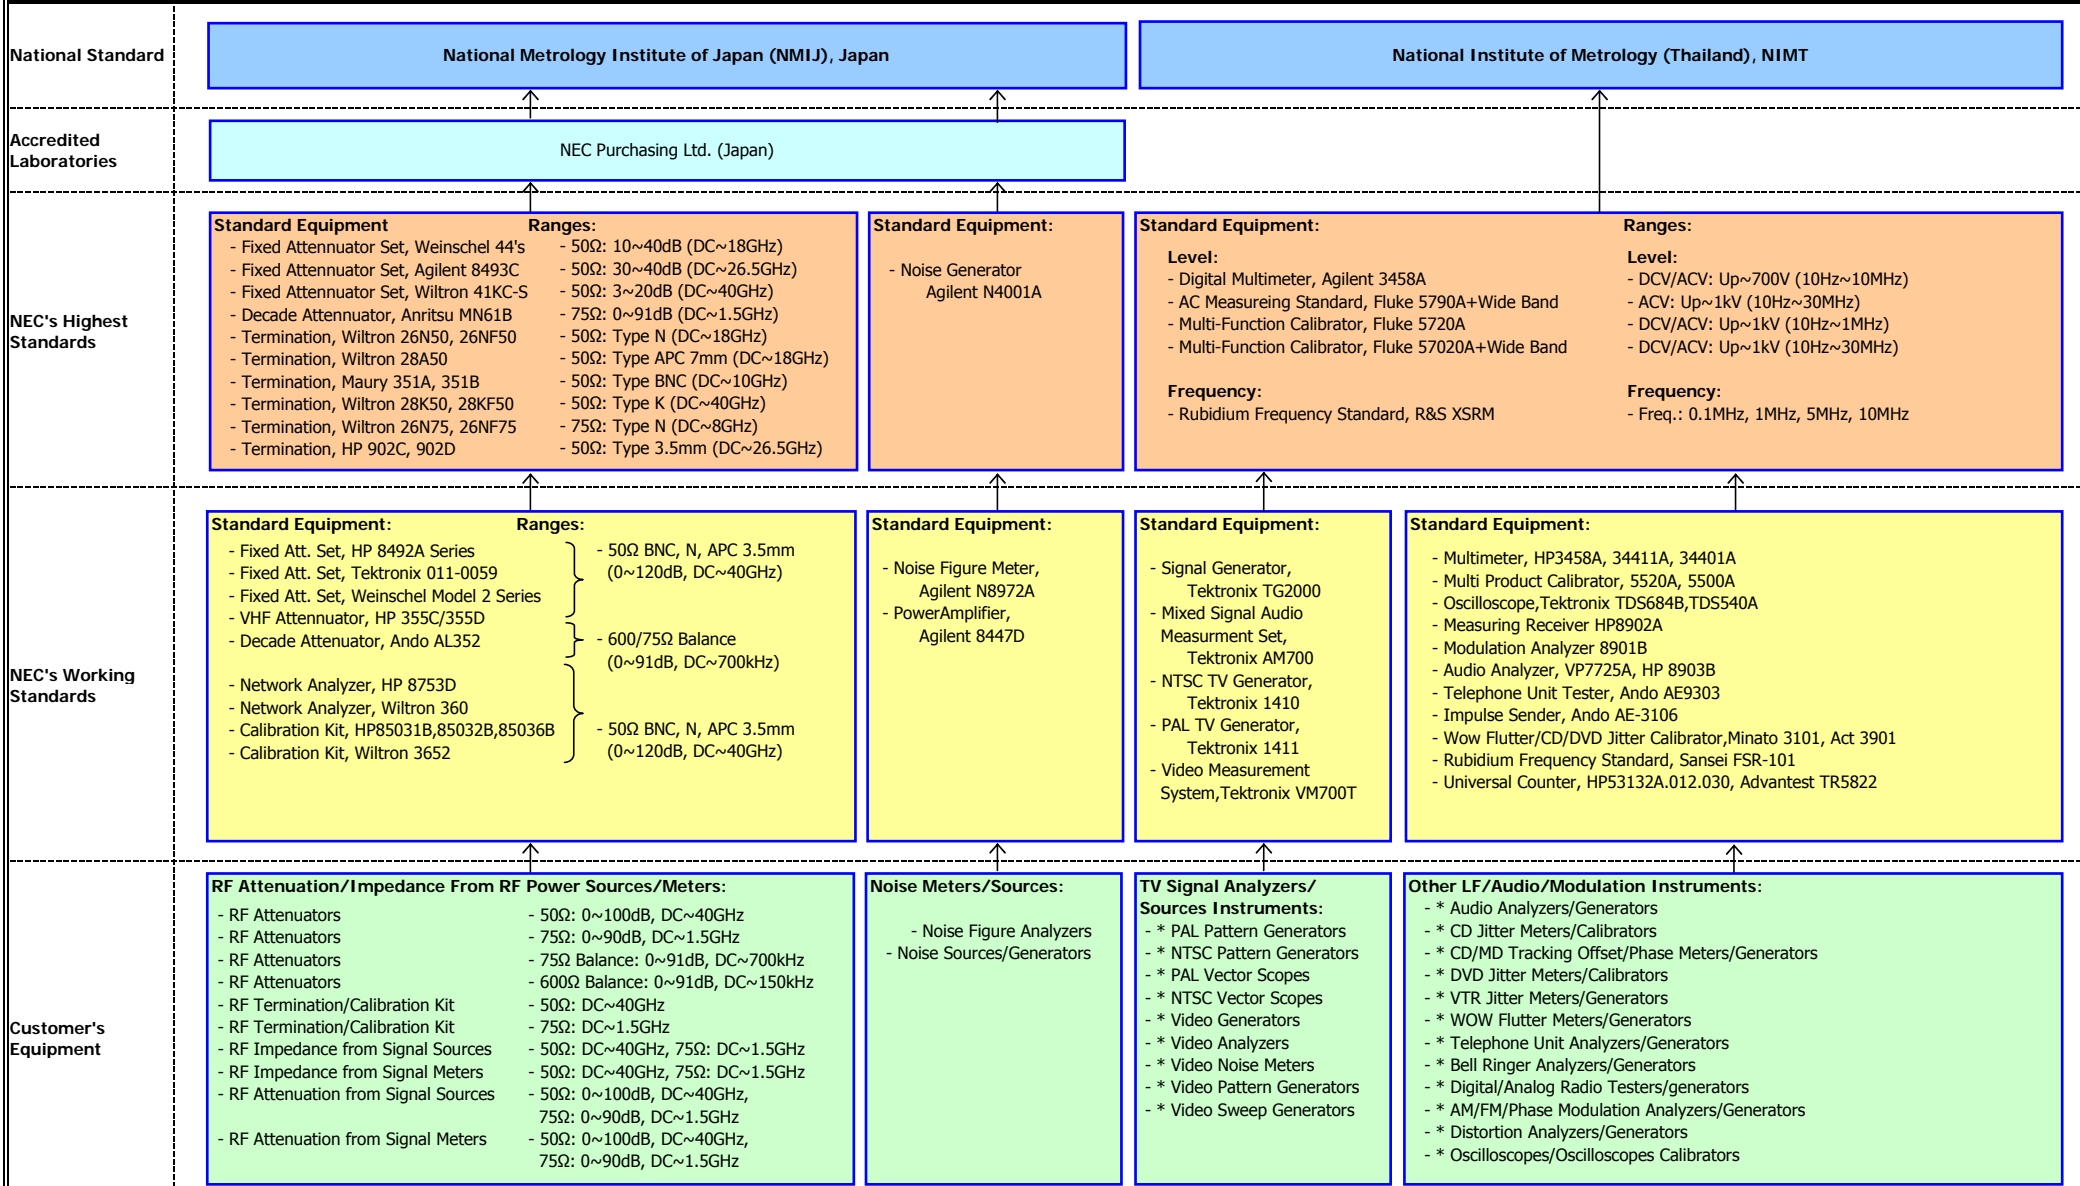 National Standard
National Metrology Institute of Japan (NMIJ), Japan
National Institute of Metrology (Thailand), NIMT
Accredited
Laboratories
NEC Purchasing Ltd. (Japan)
NEC's Highest
Standards
Standard Equipment Ranges:
- Fixed Attennuator Set, Weinschel 44's - 50Ω: 10~40dB (DC~18GHz)
- Fixed Attennuator Set, Agilent 8493C - 50Ω: 30~40dB (DC~26.5GHz)
- Fixed Attennuator Set, Wiltron 41KC-S - 50Ω: 3~20dB (DC~40GHz)
- Decade Attennuator, Anritsu MN61B - 75Ω: 0~91dB (DC~1.5GHz)
- Termination, Wiltron 26N50, 26NF50 - 50Ω: Type N (DC~18GHz)
- Termination, Wiltron 28A50 - 50Ω: Type APC 7mm (DC~18GHz)
- Termination, Maury 351A, 351B - 50Ω: Type BNC (DC~10GHz)
- Termination, Wiltron 28K50, 28KF50 - 50Ω: Type K (DC~40GHz)
- Termination, Wiltron 26N75, 26NF75 - 75Ω: Type N (DC~8GHz)
- Termination, HP 902C, 902D - 50Ω: Type 3.5mm (DC~26.5GHz)
Standard Equipment:
- Noise Generator
Agilent N4001A
Standard Equipment: Ranges:
Level: Level:
- Digital Multimeter, Agilent 3458A - DCV/ACV: Up~700V (10Hz~10MHz)
- AC Measureing Standard, Fluke 5790A+Wide Band - ACV: Up~1kV (10Hz~30MHz)
- Multi-Function Calibrator, Fluke 5720A - DCV/ACV: Up~1kV (10Hz~1MHz)
- Multi-Function Calibrator, Fluke 57020A+Wide Band - DCV/ACV: Up~1kV (10Hz~30MHz)
Frequency: Frequency:
- Rubidium Frequency Standard, R&S XSRM - Freq.: 0.1MHz, 1MHz, 5MHz, 10MHz
NEC's Working
Standards
Standard Equipment: Ranges:
- Fixed Att. Set, HP 8492A Series - 50Ω BNC, N, APC 3.5mm
- Fixed Att. Set, Tektronix 011-0059 (0~120dB, DC~40GHz)
- Fixed Att. Set, Weinschel Model 2 Series
- VHF Attennuator, HP 355C/355D
- Decade Attenuator, Ando AL352 - 600/75Ω Balance
(0~91dB, DC~700kHz)
- Network Analyzer, HP 8753D
- Network Analyzer, Wiltron 360
- Calibration Kit, HP85031B,85032B,85036B - 50Ω BNC, N, APC 3.5mm
- Calibration Kit, Wiltron 3652 (0~120dB, DC~40GHz)
Standard Equipment:
- Noise Figure Meter,
Agilent N8972A
- PowerAmplifier,
Agilent 8447D
Standard Equipment:
- Signal Generator,
Tektronix TG2000
- Mixed Signal Audio
Measurment Set,
Tektronix AM700
- NTSC TV Generator,
Tektronix 1410
- PAL TV Generator,
Tektronix 1411
- Video Measurement
System,Tektronix VM700T
Standard Equipment:
- Multimeter, HP3458A, 34411A, 34401A
- Multi Product Calibrator, 5520A, 5500A
- Oscilloscope,Tektronix TDS684B,TDS540A
- Measuring Receiver HP8902A
- Modulation Analyzer 8901B
- Audio Analyzer, VP7725A, HP 8903B
- Telephone Unit Tester, Ando AE9303
- Impulse Sender, Ando AE-3106
- Wow Flutter/CD/DVD Jitter Calibrator,Minato 3101, Act 3901
- Rubidium Frequency Standard, Sansei FSR-101
- Universal Counter, HP53132A.012.030, Advantest TR5822
Customer's
Equipment
RF Attenuation/Impedance From RF Power Sources/Meters:
- RF Attenuators - 50Ω: 0~100dB, DC~40GHz
- RF Attenuators - 75Ω: 0~90dB, DC~1.5GHz
- RF Attenuators - 75Ω Balance: 0~91dB, DC~700kHz
- RF Attenuators - 600Ω Balance: 0~91dB, DC~150kHz
- RF Termination/Calibration Kit - 50Ω: DC~40GHz
- RF Termination/Calibration Kit - 75Ω: DC~1.5GHz
- RF Impedance from Signal Sources - 50Ω: DC~40GHz, 75Ω: DC~1.5GHz
- RF Impedance from Signal Meters - 50Ω: DC~40GHz, 75Ω: DC~1.5GHz
- RF Attenuation from Signal Sources - 50Ω: 0~100dB, DC~40GHz,
75Ω: 0~90dB, DC~1.5GHz
- RF Attenuation from Signal Meters - 50Ω: 0~100dB, DC~40GHz,
75Ω: 0~90dB, DC~1.5GHz
Noise Meters/Sources:
- Noise Figure Analyzers
- Noise Sources/Generators
TV Signal Analyzers/
Sources Instruments:
- * PAL Pattern Generators
- * NTSC Pattern Generators
- * PAL Vector Scopes
- * NTSC Vector Scopes
- * Video Generators
- * Video Analyzers
- * Video Noise Meters
- * Video Pattern Generators
- * Video Sweep Generators
Other LF/Audio/Modulation Instruments:
- * Audio Analyzers/Generators
- * CD Jitter Meters/Calibrators
- * CD/MD Tracking Offset/Phase Meters/Generators
- * DVD Jitter Meters/Calibrators
- * VTR Jitter Meters/Generators
- * WOW Flutter Meters/Generators
- * Telephone Unit Analyzers/Generators
- * Bell Ringer Analyzers/Generators
- * Digital/Analog Radio Testers/generators
- * AM/FM/Phase Modulation Analyzers/Generators
- * Distortion Analyzers/Generators
- * Oscilloscopes/Oscilloscopes Calibrators